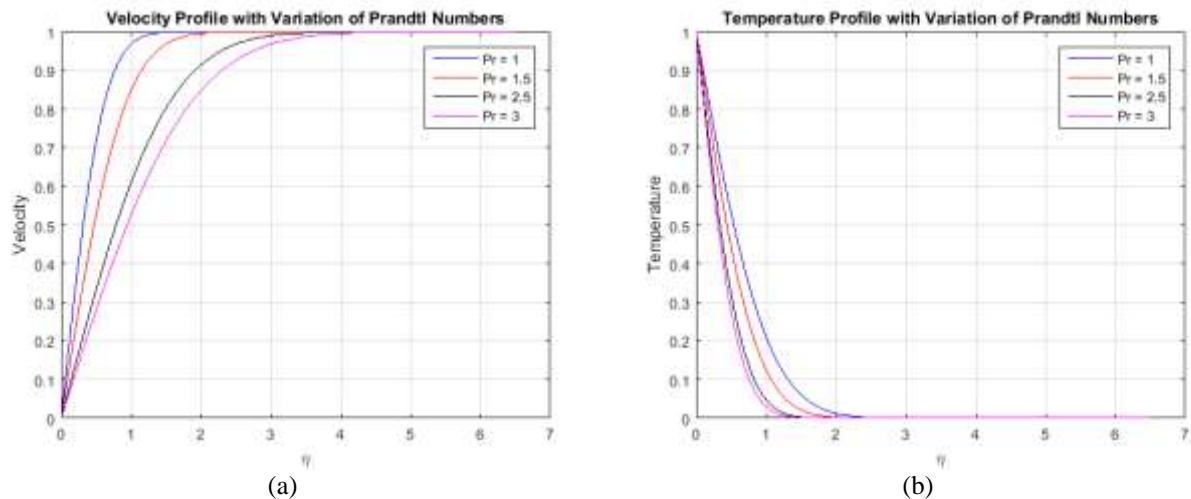 Velocity Profile with Variation of Prandtl Numbers
1
0.9
0.8
0.7
0.6
0.5
0.4
0.3
0.2
0.1
0
Velocity
Pr = 1
Pr = 1.5
Pr = 2.5
Pr = 3
0 1 2 3 4 5 6 7
η
(a)
Temperature Profile with Variation of Prandtl Numbers
1
0.9
0.8
0.7
0.6
0.5
0.4
0.3
0.2
0.1
0
Temperature
Pr = 1
Pr = 1.5
Pr = 2.5
Pr = 3
0 1 2 3 4 5 6 7
η
(b)